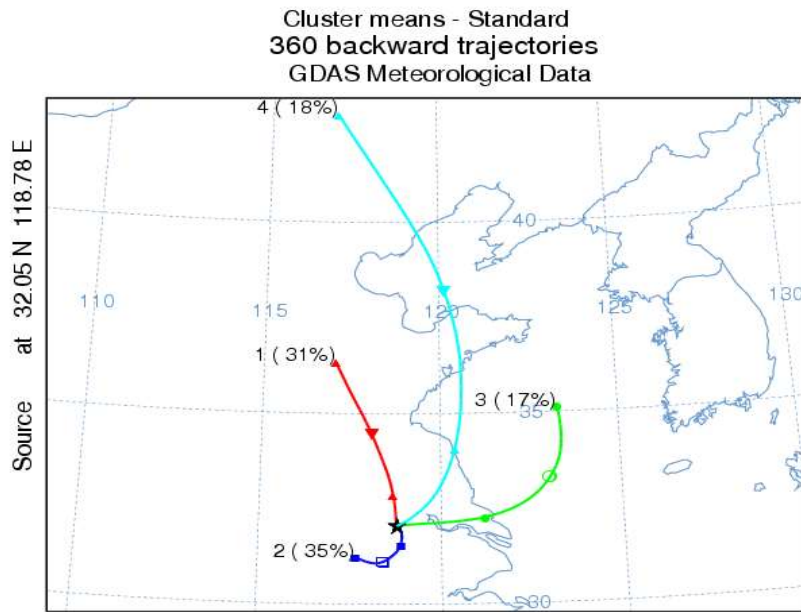 Cluster means - Standard
360 backward trajectories
GDAS Meteorological Data
Source at 32.05 N 118.78 E
4 ( 18%)
40
110
115
120
125
130
1 ( 31%)
3 ( 17%)
35
2 ( 35%)
30